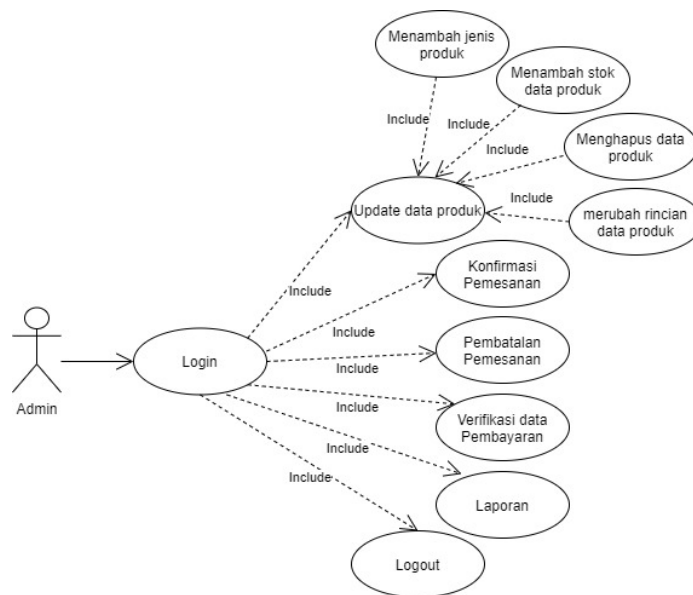 Menambah jenis
produk
Menambah stok
data produk
Include
Include
Include
Menghapus data
produk
Include
merubah rincian
data produk
Update data produk
Include
Include
Konfirmasi
Pemesanan
Include
Pembatalan
Pemesanan
Include
Login
Admin
Include
Verifikasi data
Pembayaran
Include
Include
Laporan
Logout